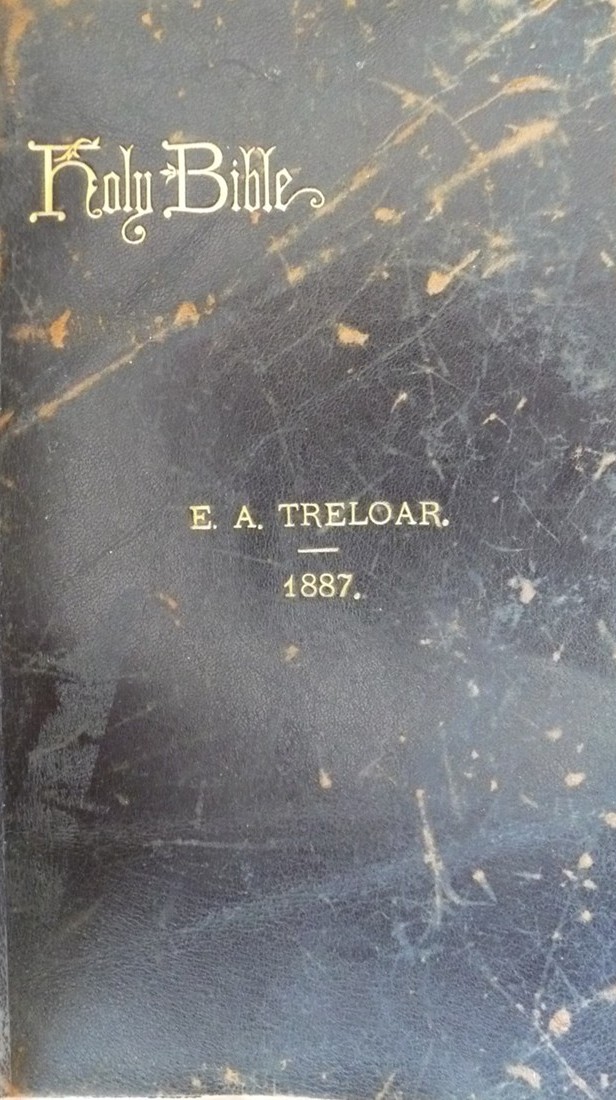 Holy Bible
E. A. TRELOAR.
1887.